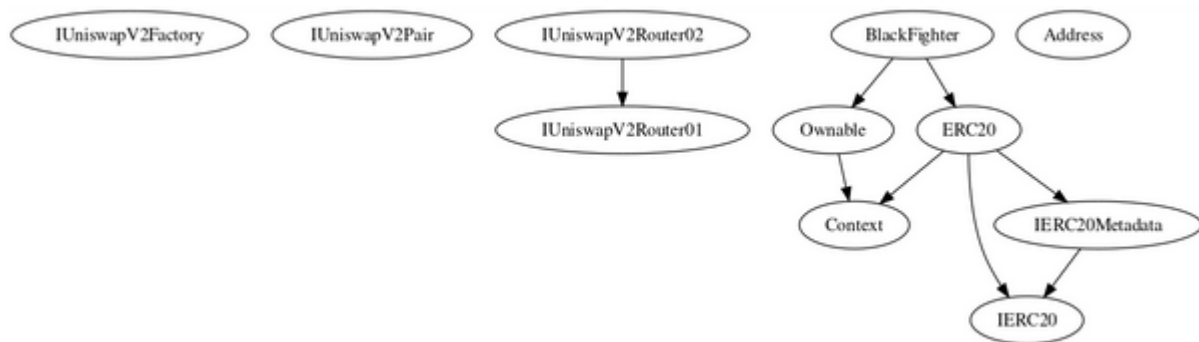 IUniswapV2Factory
IUniswapV2Pair
IUniswapV2Router02
BlackFighter
Address
IUniswapV2Router01
Ownable
ERC20
Context
IERC20Metadata
IERC20